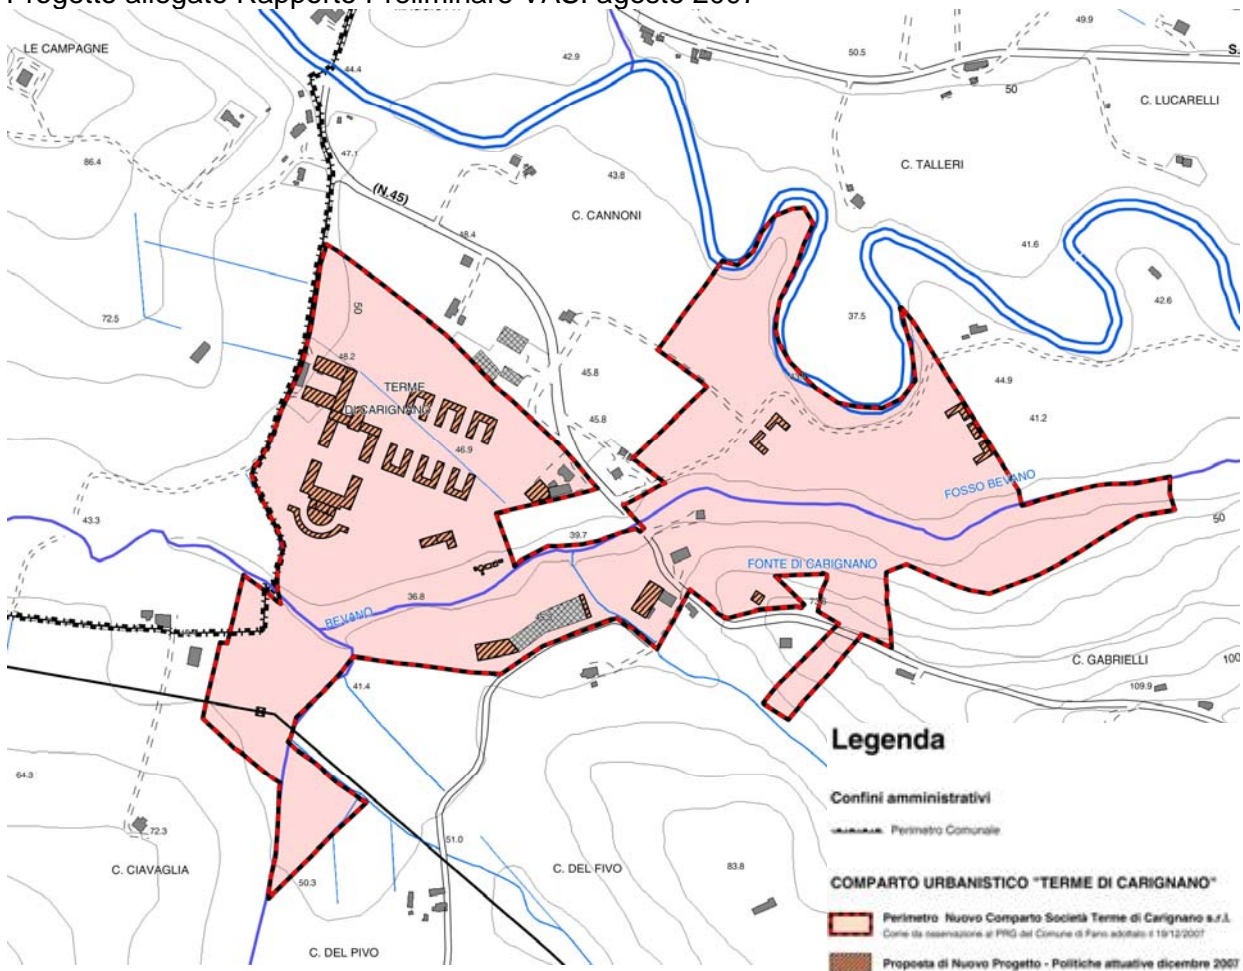 Progetto allegato Rapporto Preliminare VAS: agosto 2007
LE CAMPAGNE
44.4
42.9
50.5
49.9
S.
50
C. LUCARELLI
86.4
47.1
(N.45)
43.8
C. TALLERI
C. CANNONI
48.4
41.6
72.5
50
37.5
42.6
48.2
45.8
TERME
DI CARIGNANO
44.9
45.8
41.2
46.9
FOSSO BEVANO
43.3
39.7
50
FONTE DI CARIGNANO
36.8
BEVANO
C. GABRIELLI
100
41.4
109.9
64.3
72.3
51.0
C. CIAVAGLIA
C. DEL FIVO
83.8
50.3
C. DEL PIVO
Legenda
Confini amministrativi
Perimetro Comunale
COMPARTO URBANISTICO "TERME DI CARIGNANO"
Perimetro Nuovo Comparto Società Terme di Carignano s.r.l.
Come da osservazione al PRG del Comune di Fano adottato il 19/12/2007
Proposta di Nuovo Progetto - Politiche attuative dicembre 2007